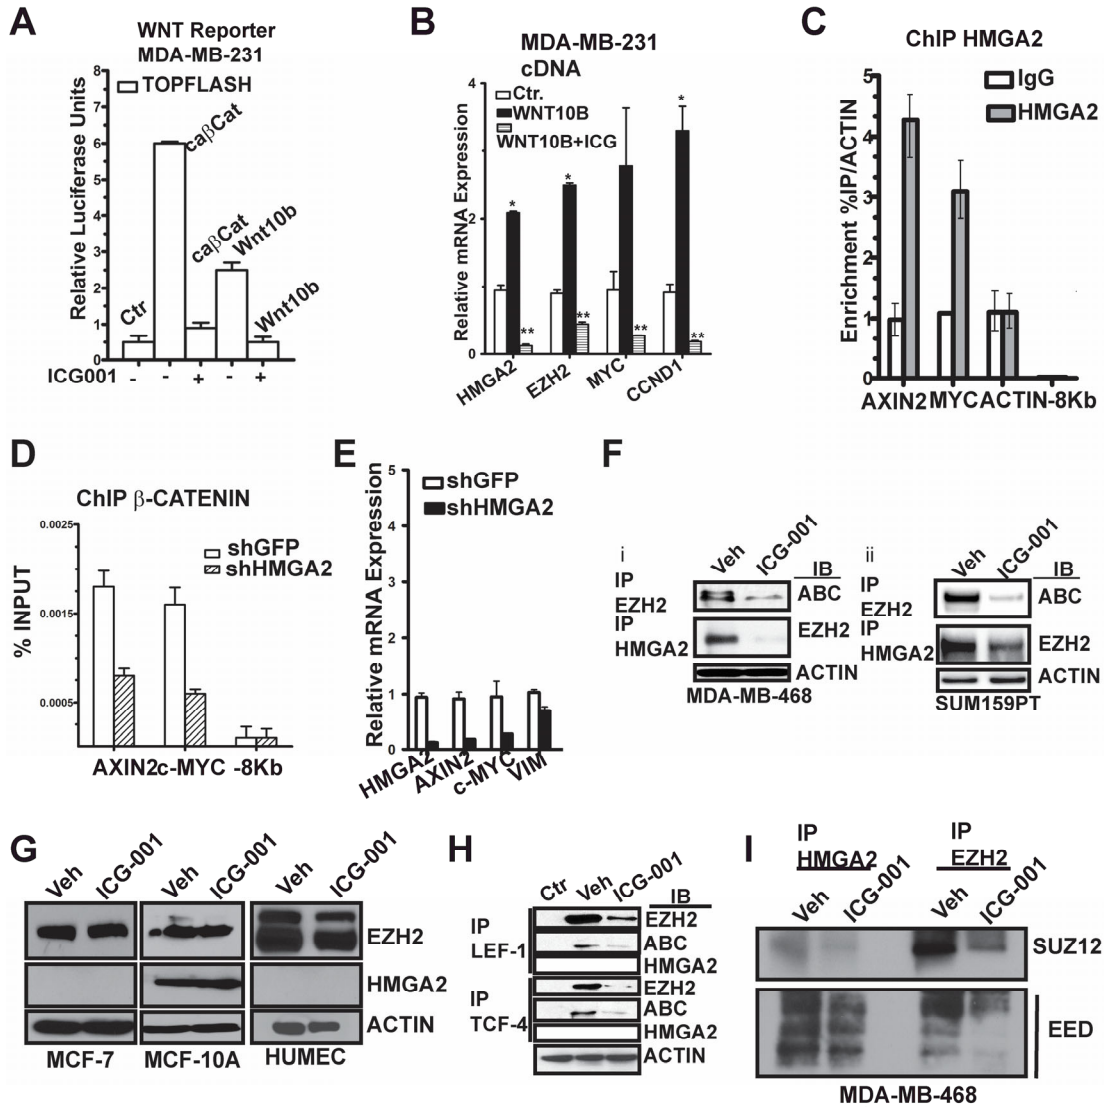 A
WNT Reporter
MDA-MB-231
TOPFLASH
Relative Luciferase Units
8
7
6
5
4
3
2
1
0
Ctr
caβCat
caβCat
Wnt10b
Wnt10b
ICG001 - - + - +
B
MDA-MB-231
cDNA
Ctr.
WNT10B
WNT10B+ICG
Relative mRNA Expression
4
2
0
* ** * ** ** * **
HMGA2 EZH2 MYC CCND1
C
ChIP HMGA2
IgG
HMGA2
Enrichment %IP/ACTIN
5
4
3
2
1
0
AXIN2 MYC ACTIN -8Kb
D
ChIP β-CATENIN
shGFP
shHMGA2
% INPUT
0.0025
0.0015
0.0005
AXIN2 c-MYC -8Kb
E
shGFP
shHMGA2
Relative mRNA Expression
5
4
3
2
1
0
HMGA2 AXIN2 c-MYC VIM
F
i
Veh ICG-001 IB
IP
EZH2 ABC
IP
HMGA2 EZH2
ACTIN
MDA-MB-468
ii
Veh ICG-001 IB
IP
EZH2 ABC
IP
HMGA2 EZH2
ACTIN
SUM159PT
G
Veh ICG-001 Veh ICG-001 Veh ICG-001
EZH2
HMGA2
ACTIN
MCF-7 MCF-10A HUMEC
H
Ctr Veh ICG-001 IB
IP
LEF-1
EZH2
ABC
HMGA2
IP
TCF-4
EZH2
ABC
HMGA2
ACTIN
I
IP
HMGA2
IP
EZH2
Veh ICG-001 Veh ICG-001
SUZ12
EED
MDA-MB-468